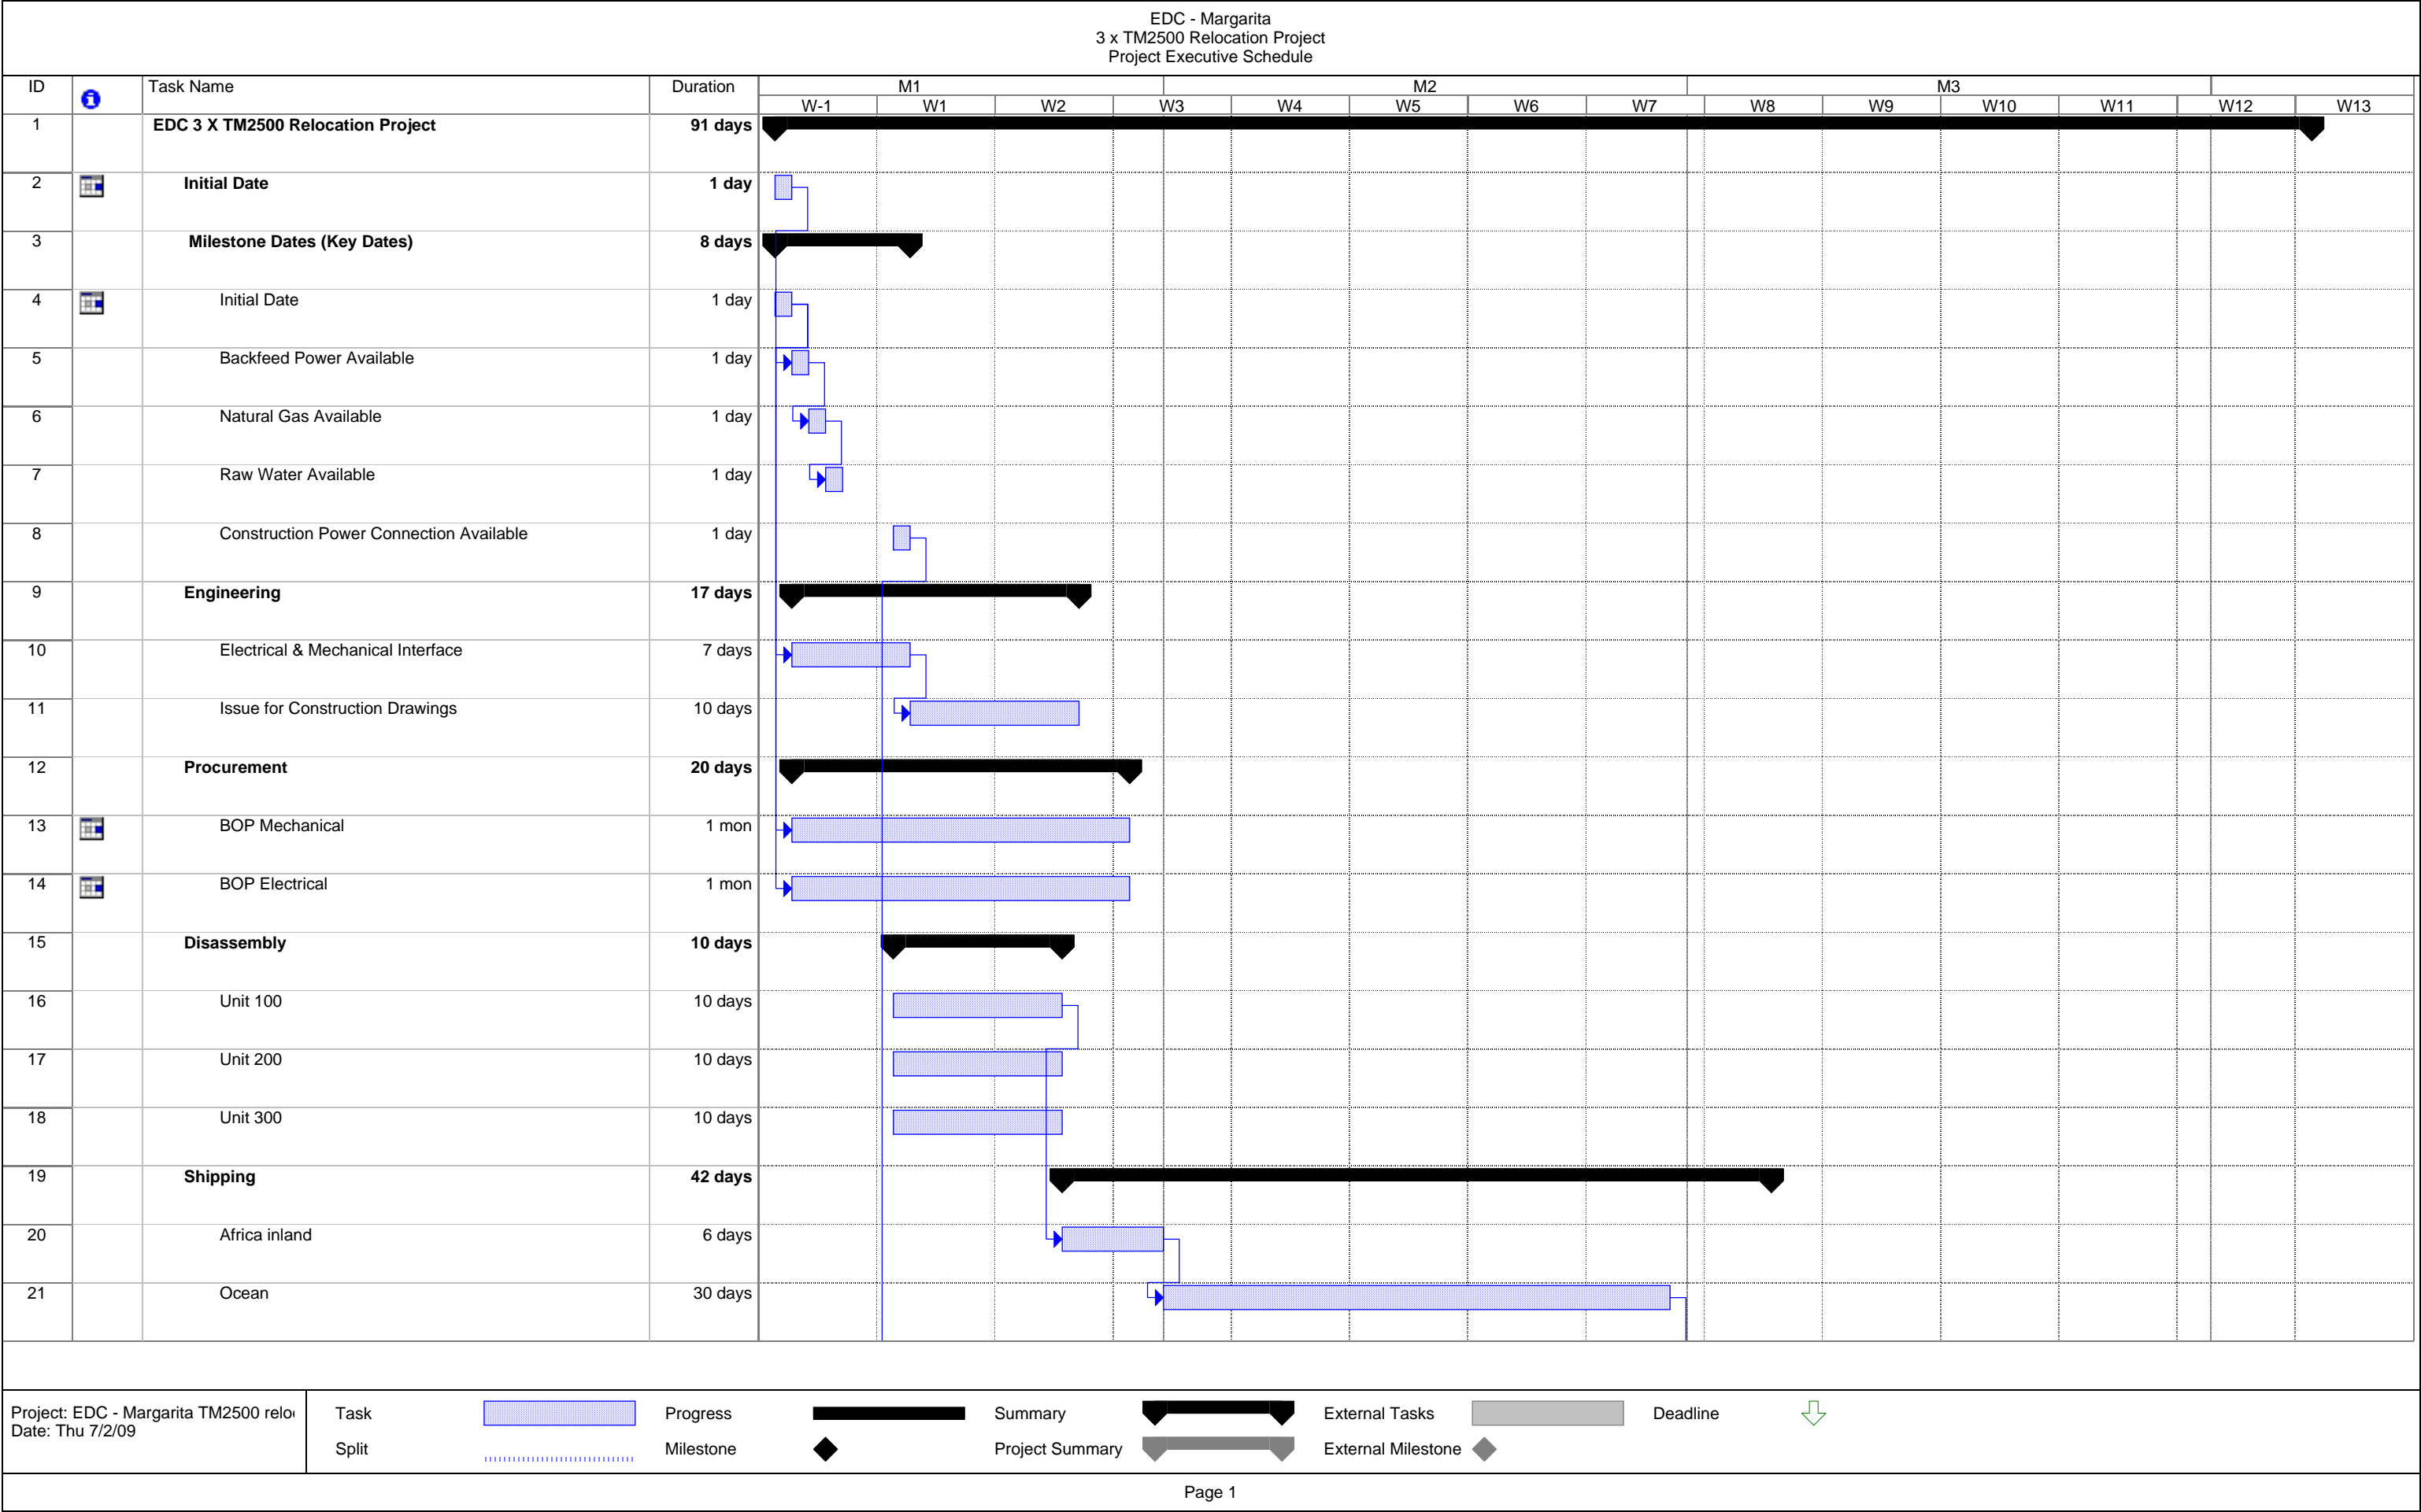 EDC - Margarita
3 x TM2500 Relocation Project
Project Executive Schedule
ID Task Name Duration M1 M2 M3
W-1 W1 W2 W3 W4 W5 W6 W7 W8 W9 W10 W11 W12 W13
1 EDC 3 X TM2500 Relocation Project 91 days
2 Initial Date 1 day
3 Milestone Dates (Key Dates) 8 days
4 Initial Date 1 day
5 Backfeed Power Available 1 day
6 Natural Gas Available 1 day
7 Raw Water Available 1 day
8 Construction Power Connection Available 1 day
9 Engineering 17 days
10 Electrical & Mechanical Interface 7 days
11 Issue for Construction Drawings 10 days
12 Procurement 20 days
13 BOP Mechanical 1 mon
14 BOP Electrical 1 mon
15 Disassembly 10 days
16 Unit 100 10 days
17 Unit 200 10 days
18 Unit 300 10 days
19 Shipping 42 days
20 Africa inland 6 days
21 Ocean 30 days
Project: EDC - Margarita TM2500 relo
Date: Thu 7/2/09
Task Progress Summary External Tasks Deadline
Split Milestone Project Summary External Milestone
Page 1